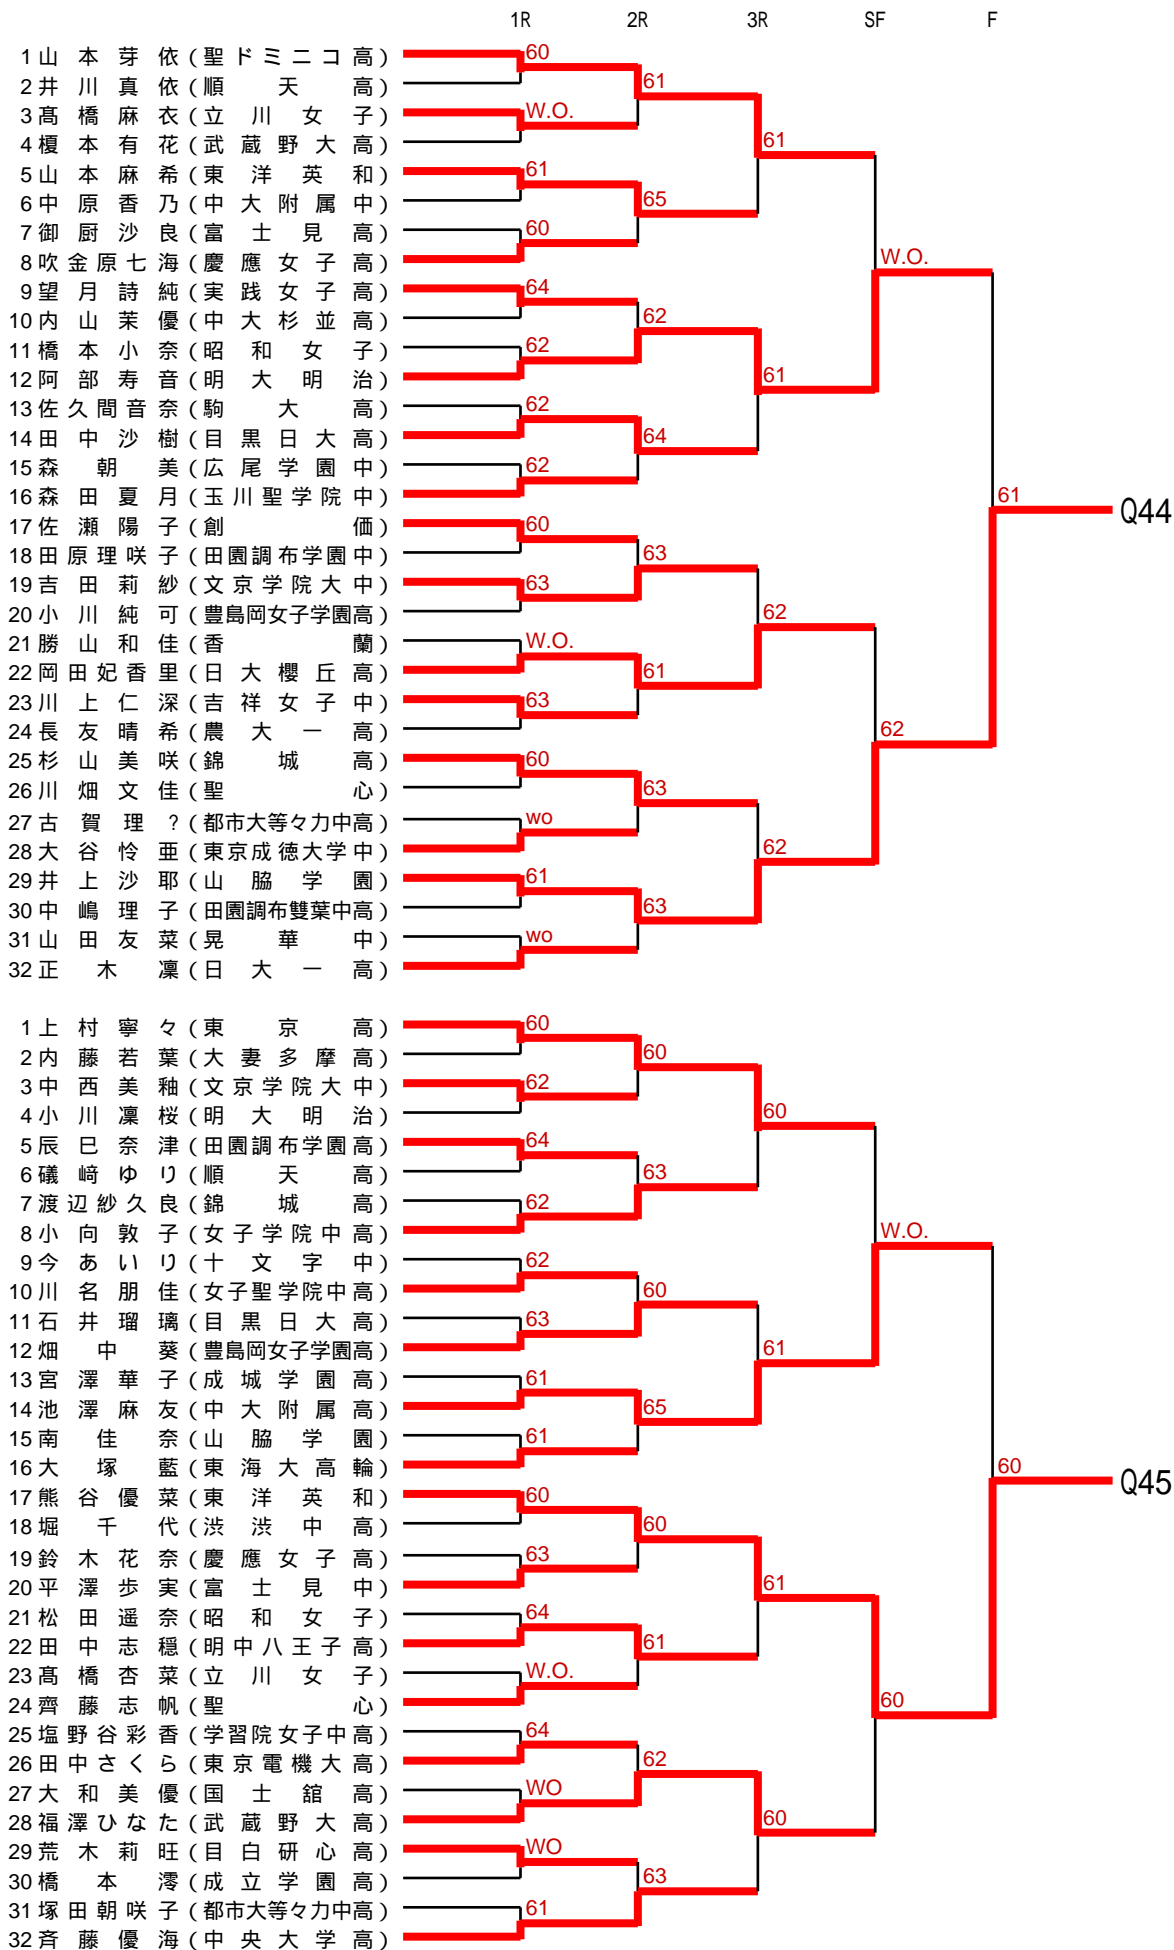 1R 2R 3R SF F
1 山本芽依 (聖ドミニコ高) 60
61
2 井川真依 (順天高)
3 髙橋麻衣 (立川女子) W.O.
61
4 榎本有花 (武蔵野大高)
5 山本麻希 (東洋英和) 61
65
6 中原香乃 (中大附属中)
7 御厨沙良 (富士見高) 60
W.O.
8 吹金原七海 (慶應女子高)
9 望月詩純 (実践女子高) 64
62
10 内山茉優 (中大杉並高)
11 橋本小奈 (昭和女子) 62
61
12 阿部寿音 (明大明治)
13 佐久間音奈 (駒大高) 62
64
14 田中沙樹 (目黒日大高)
15 森朝美 (広尾学園中) 62
61
16 森田夏月 (玉川聖学院中)
Q44
17 佐瀬陽子 (創価) 60
63
18 田原理咲子 (田園調布学園中)
19 吉田莉紗 (文京学院大中) 63
62
20 小川純可 (豊島岡女子学園高)
21 勝山和佳 (香蘭) W.O.
61
22 岡田妃香里 (日大櫻丘高)
23 川上仁深 (吉祥女子中) 63
62
24 長友晴希 (農大一高)
25 杉山美咲 (錦城高) 60
63
26 川畑文佳 (聖心)
27 古賀理? (都市大等々力中高) wo
62
28 大谷怜亜 (東京成徳大学中)
29 井上沙耶 (山脇学園) 61
63
30 中嶋理子 (田園調布雙葉中高)
31 山田友菜 (晃華中) wo
32 正木凜 (日大一高)
1 上村寧々 (東京高) 60
60
2 内藤若葉 (大妻多摩高)
3 中西美釉 (文京学院大中) 62
60
4 小川凜桜 (明大明治)
5 辰巳奈津 (田園調布学園高) 64
63
6 礒﨑ゆり (順天高)
7 渡辺紗久良 (錦城高) 62
W.O.
8 小向敦子 (女子学院中高)
9 今あいり (十文字中) 62
60
10 川名朋佳 (女子聖学院中高)
11 石井瑠璃 (目黒日大高) 63
61
12 畑中葵 (豊島岡女子学園高)
13 宮澤華子 (成城学園高) 61
65
14 池澤麻友 (中大附属高)
15 南佳奈 (山脇学園) 61
60
16 大塚藍 (東海大高輪)
Q45
17 熊谷優菜 (東洋英和) 60
60
18 堀千代 (渋渋中高)
19 鈴木花奈 (慶應女子高) 63
61
20 平澤歩実 (富士見中)
21 松田遥奈 (昭和女子) 64
61
22 田中志穏 (明中八王子高)
23 髙橋杏菜 (立川女子) W.O.
60
24 齊藤志帆 (聖心)
25 塩野谷彩香 (学習院女子中高) 64
62
26 田中さくら (東京電機大高)
27 大和美優 (国士舘高) WO
60
28 福澤ひなた (武蔵野大高)
29 荒木莉旺 (目白研心高) WO
63
30 橋本澪 (成立学園高)
31 塚田朝咲子 (都市大等々力中高) 61
32 斉藤優海 (中央大学高)